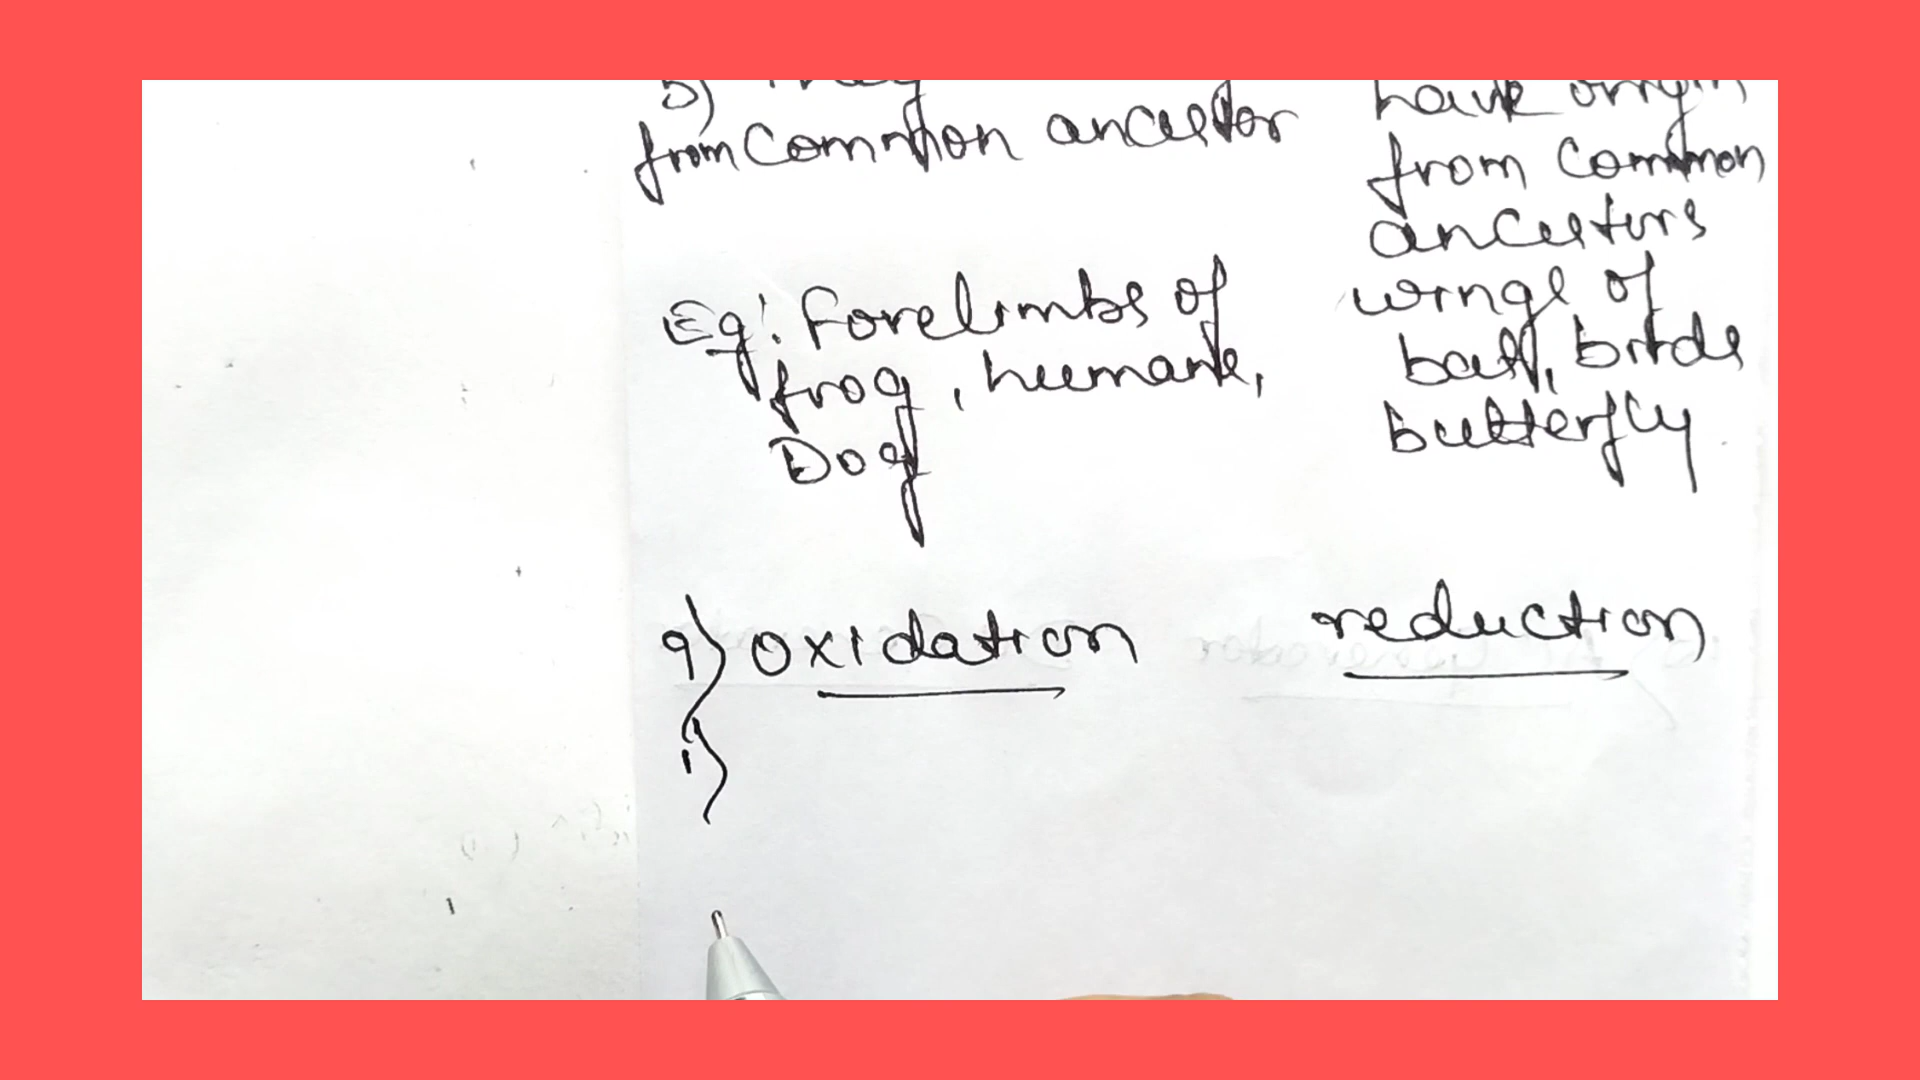 from common ancestor
have origin
from common
ancestors
Eg: forelimbs of
frog, humans,
Dog
wings of
bat, birds
butterfly
9) oxidation reduction
i)